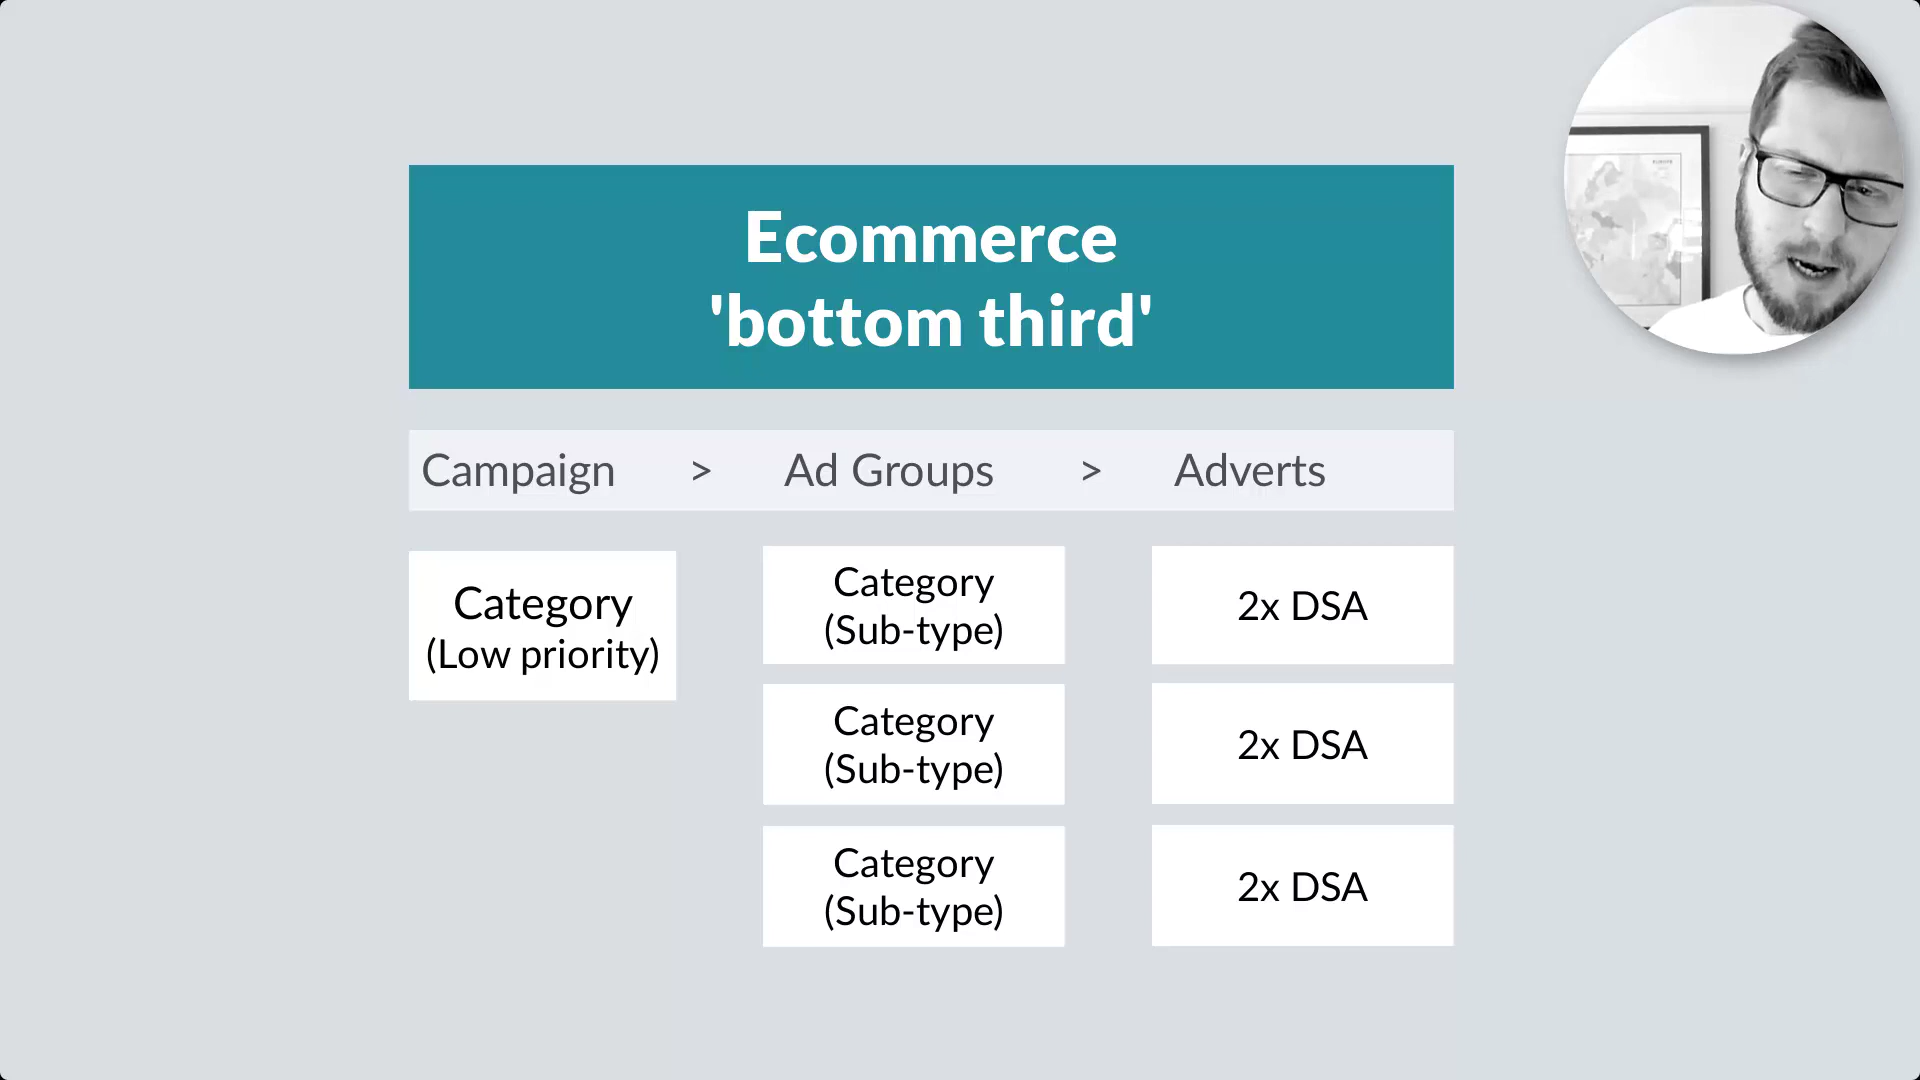 Ecommerce
'bottom third'
Campaign > Ad Groups > Adverts
Category
(Low priority)
Category
(Sub-type)
2x DSA
Category
(Sub-type)
2x DSA
Category
(Sub-type)
2x DSA
EUROPE